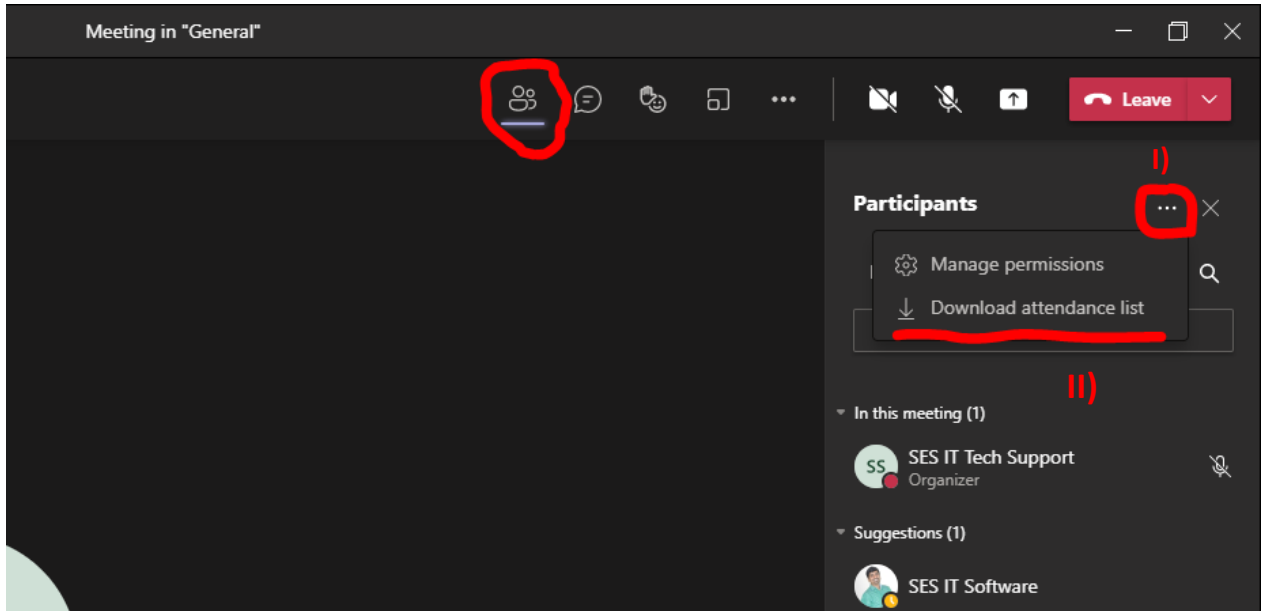 Meeting in "General"
Leave
I)
Participants
Manage permissions
Download attendance list
II)
In this meeting (1)
SS
SES IT Tech Support
Organizer
Suggestions (1)
SES IT Software